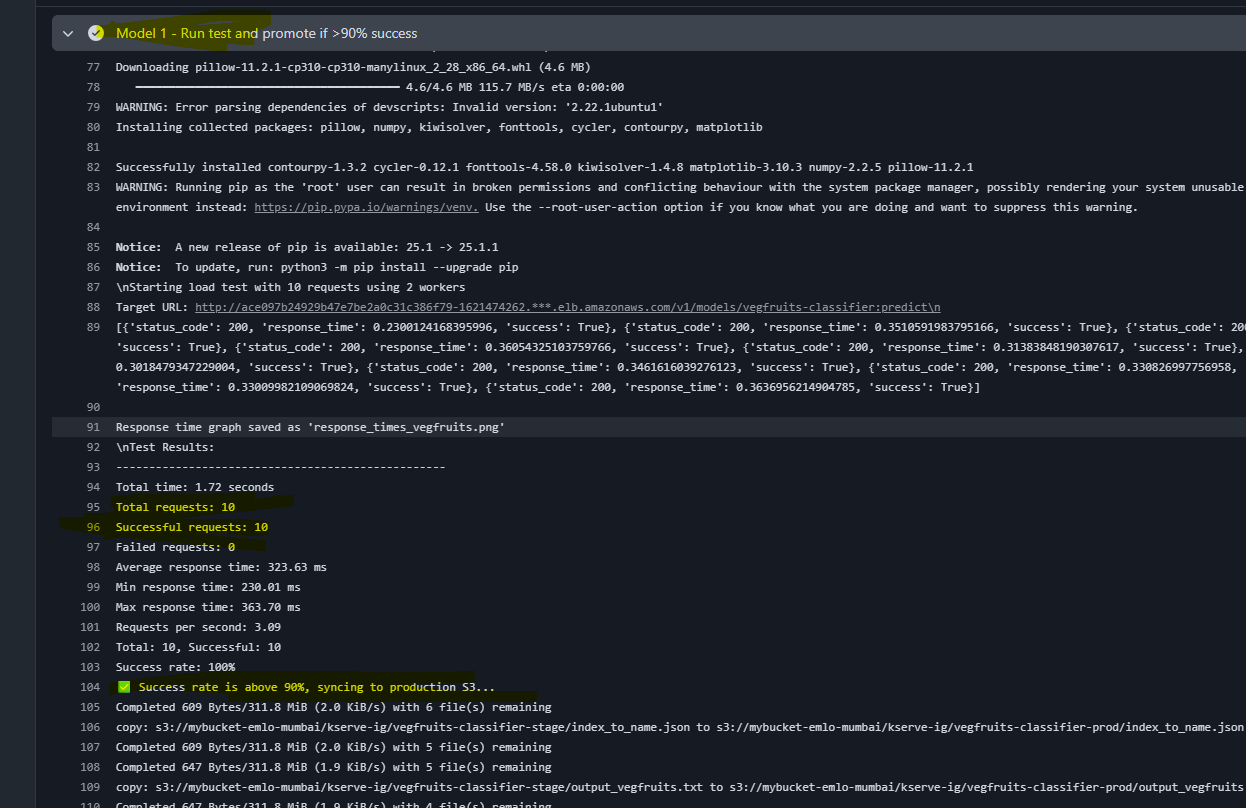 Model 1 - Run test and promote if >90% success
77 Downloading pillow-11.2.1-cp310-cp310-manylinux_2_28_x86_64.whl (4.6 MB)
78 ━━━━━━━━━━━━━━━━━━━━━━━━━━━━━━━━━━━━━━━━ 4.6/4.6 MB 115.7 MB/s eta 0:00:00
79 WARNING: Error parsing dependencies of devscripts: Invalid version: '2.22.1ubuntu1'
80 Installing collected packages: pillow, numpy, kiwisolver, fonttools, cycler, contourpy, matplotlib
81
82 Successfully installed contourpy-1.3.2 cycler-0.12.1 fonttools-4.58.0 kiwisolver-1.4.8 matplotlib-3.10.3 numpy-2.2.5 pillow-11.2.1
83 WARNING: Running pip as the 'root' user can result in broken permissions and conflicting behaviour with the system package manager, possibly rendering your system unusable
environment instead: https://pip.pypa.io/warnings/venv. Use the --root-user-action option if you know what you are doing and want to suppress this warning.
84
85 Notice:  A new release of pip is available: 25.1 -> 25.1.1
86 Notice:  To update, run: python3 -m pip install --upgrade pip
87 \nStarting load test with 10 requests using 2 workers
88 Target URL: http://ace097b24929b47e7be2a0c31c386f79-1621474262.***.elb.amazonaws.com/v1/models/vegfruits-classifier:predict\n
89 [{'status_code': 200, 'response_time': 0.2300124168395996, 'success': True}, {'status_code': 200, 'response_time': 0.3510591983795166, 'success': True}, {'status_code': 200
'success': True}, {'status_code': 200, 'response_time': 0.36054325103759766, 'success': True}, {'status_code': 200, 'response_time': 0.31383848190307617, 'success': True},
0.3018479347229004, 'success': True}, {'status_code': 200, 'response_time': 0.3461616039276123, 'success': True}, {'status_code': 200, 'response_time': 0.330826997756958,
'response_time': 0.33009982109069824, 'success': True}, {'status_code': 200, 'response_time': 0.3636956214904785, 'success': True}]
90
91 Response time graph saved as 'response_times_vegfruits.png'
92 \nTest Results:
93 --------------------------------------------------
94 Total time: 1.72 seconds
95 Total requests: 10
96 Successful requests: 10
97 Failed requests: 0
98 Average response time: 323.63 ms
99 Min response time: 230.01 ms
100 Max response time: 363.70 ms
101 Requests per second: 3.09
102 Total: 10, Successful: 10
103 Success rate: 100%
104 ✅ Success rate is above 90%, syncing to production S3...
105 Completed 609 Bytes/311.8 MiB (2.0 KiB/s) with 6 file(s) remaining
106 copy: s3://mybucket-emlo-mumbai/kserve-ig/vegfruits-classifier-stage/index_to_name.json to s3://mybucket-emlo-mumbai/kserve-ig/vegfruits-classifier-prod/index_to_name.json
107 Completed 609 Bytes/311.8 MiB (2.0 KiB/s) with 5 file(s) remaining
108 Completed 647 Bytes/311.8 MiB (1.9 KiB/s) with 5 file(s) remaining
109 copy: s3://mybucket-emlo-mumbai/kserve-ig/vegfruits-classifier-stage/output_vegfruits.txt to s3://mybucket-emlo-mumbai/kserve-ig/vegfruits-classifier-prod/output_vegfruits
110 Completed 647 Bytes/311.8 MiB (1.9 KiB/s) with 4 file(s) remaining